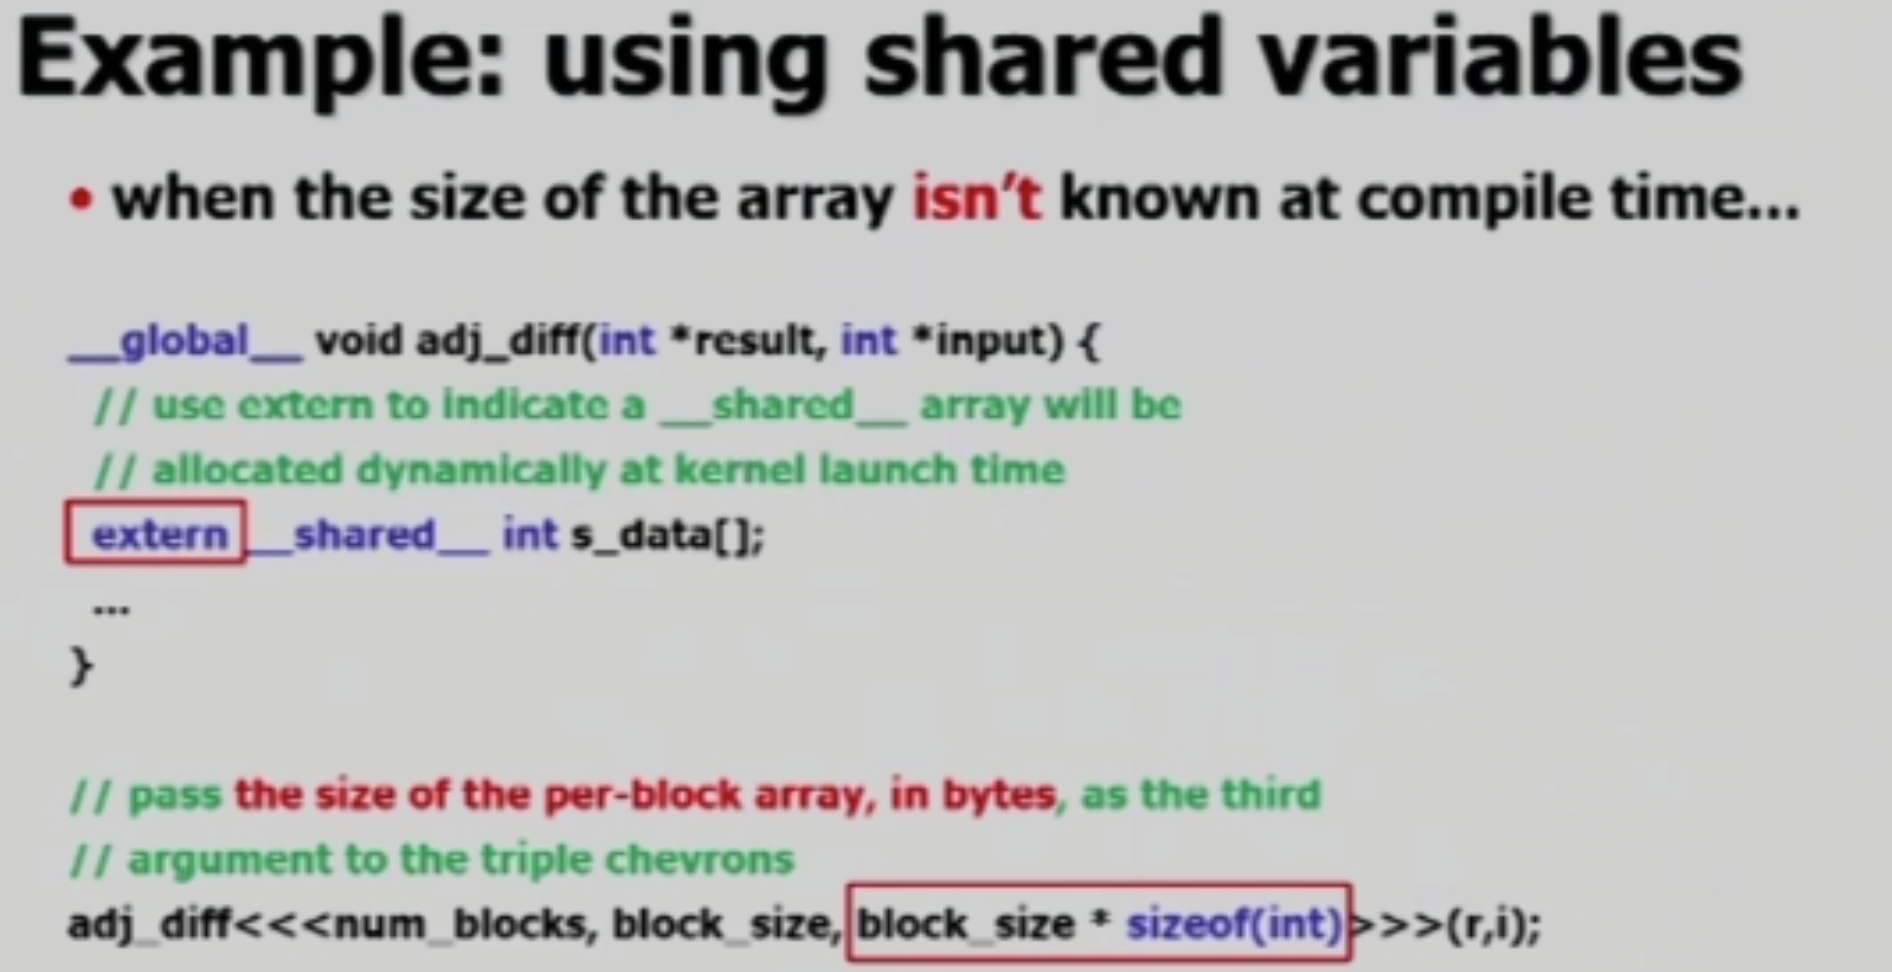 Example: using shared variables
• when the size of the array isn't known at compile time...
__global__ void adj_diff(int *result, int *input) {
// use extern to indicate a __shared__ array will be
// allocated dynamically at kernel launch time
extern __shared__ int s_data[];
...
}
// pass the size of the per-block array, in bytes, as the third
// argument to the triple chevrons
adj_diff<<<num_blocks, block_size, block_size * sizeof(int)>>>(r,i);